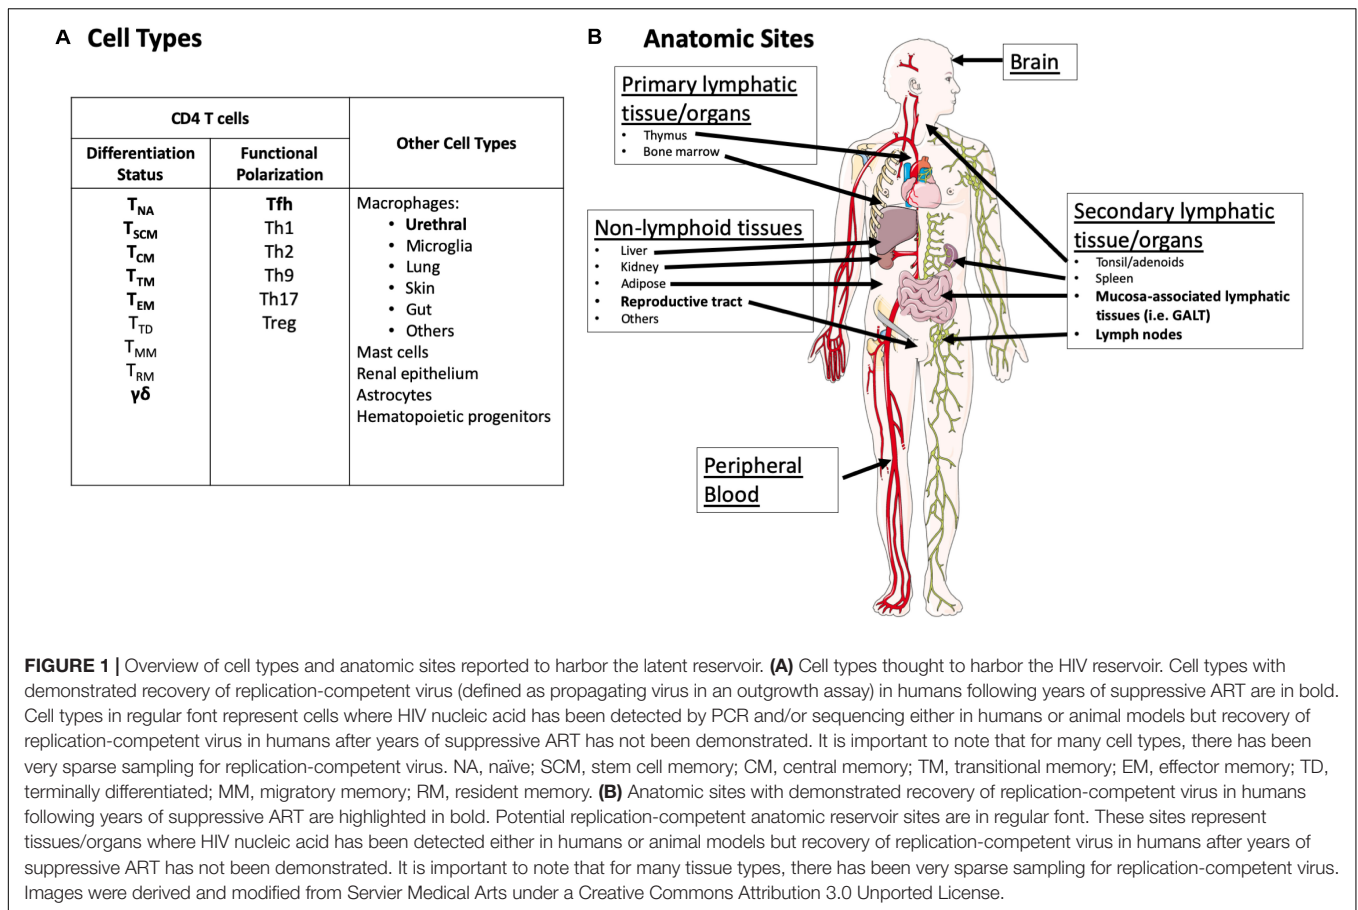 A Cell Types
CD4 T cells
Differentiation
Status
Functional
Polarization
Other Cell Types
TNA
TSCM
TCM
TTM
TEM
TTD
TMM
TRM
γδ
Tfh
Th1
Th2
Th9
Th17
Treg
Macrophages:
• Urethral
• Microglia
• Lung
• Skin
• Gut
• Others
Mast cells
Renal epithelium
Astrocytes
Hematopoietic progenitors
B Anatomic Sites
Brain
Primary lymphatic
tissue/organs
• Thymus
• Bone marrow
Non-lymphoid tissues
• Liver
• Kidney
• Adipose
• Reproductive tract
• Others
Secondary lymphatic
tissue/organs
• Tonsil/adenoids
• Spleen
• Mucosa-associated lymphatic
tissues (i.e. GALT)
• Lymph nodes
Peripheral
Blood
FIGURE 1 | Overview of cell types and anatomic sites reported to harbor the latent reservoir. (A) Cell types thought to harbor the HIV reservoir. Cell types with
demonstrated recovery of replication-competent virus (defined as propagating virus in an outgrowth assay) in humans following years of suppressive ART are in bold.
Cell types in regular font represent cells where HIV nucleic acid has been detected by PCR and/or sequencing either in humans or animal models but recovery of
replication-competent virus in humans after years of suppressive ART has not been demonstrated. It is important to note that for many cell types, there has been
very sparse sampling for replication-competent virus. NA, naïve; SCM, stem cell memory; CM, central memory; TM, transitional memory; EM, effector memory; TD,
terminally differentiated; MM, migratory memory; RM, resident memory. (B) Anatomic sites with demonstrated recovery of replication-competent virus in humans
following years of suppressive ART are highlighted in bold. Potential replication-competent anatomic reservoir sites are in regular font. These sites represent
tissues/organs where HIV nucleic acid has been detected either in humans or animal models but recovery of replication-competent virus in humans after years of
suppressive ART has not been demonstrated. It is important to note that for many tissue types, there has been very sparse sampling for replication-competent virus.
Images were derived and modified from Servier Medical Arts under a Creative Commons Attribution 3.0 Unported License.